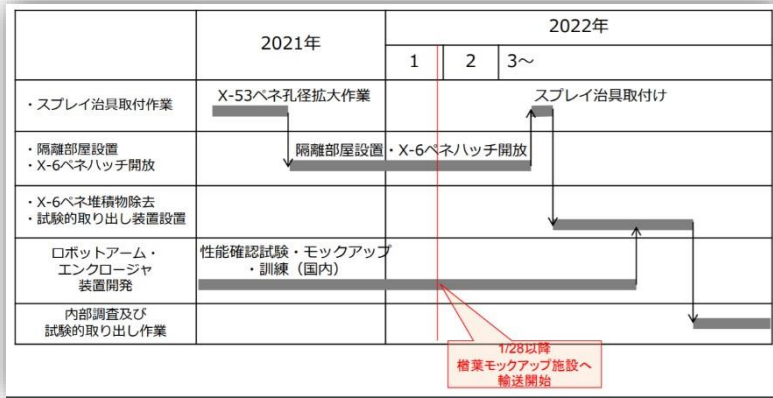 2021年
2022年
1
2
3～
・スプレイ治具取付作業
X-53ペネ孔径拡大作業
スプレイ治具取付け
・隔離部屋設置
・X-6ペネハッチ開放
隔離部屋設置・X-6ペネハッチ開放
・X-6ペネ堆積物除去
・試験的取り出し装置設置
ロボットアーム・
エンクロージャ
装置開発
性能確認試験・モックアップ
・訓練（国内）
内部調査及び
試験的取り出し作業
1/28以降
楢葉モックアップ施設へ
輸送開始